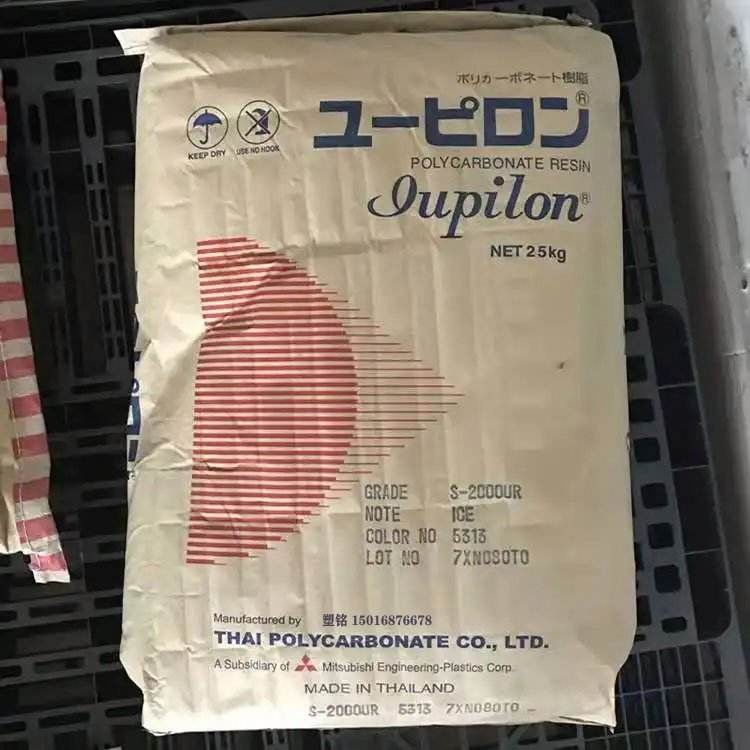 ポリカーボネート樹脂
ユーピロン®
KEEP DRY
USE NO HOOK
POLYCARBONATE RESIN
Iupilon®
NET 25kg
GRADE S-2000UR
NOTE ICE
COLOR NO 5313
LOT NO 7XN080T0
Manufactured by 塑铭 15016876678
THAI POLYCARBONATE CO., LTD.
A Subsidiary of Mitsubishi Engineering-Plastics Corp.
MADE IN THAILAND
S-2000UR 5313 7XN080T0